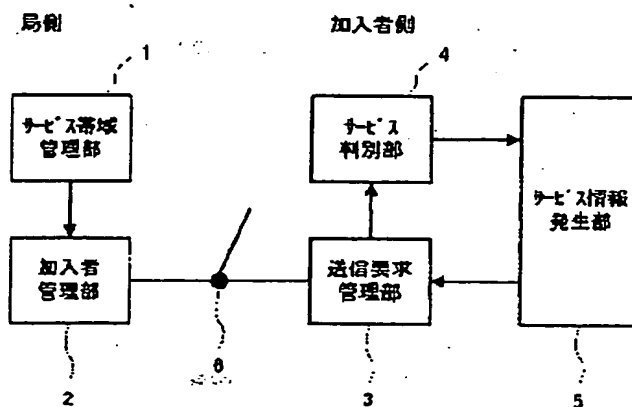 局側
加入者側
1
4
サービス帯域
管理部
サービス
判別部
サービス情報
発生部
加入者
管理部
送信要求
管理部
2
6
3
5